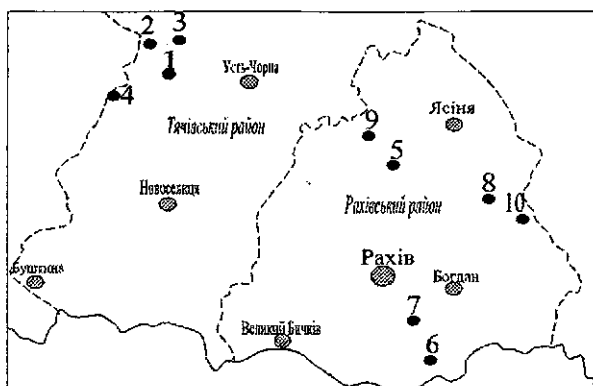 2 3
1
Усть-Чорна
4
Тячівський район
Ясіня
9
5
Новоселиця
8
Рахівський район
10
Рахів
Бушкина
Богдан
7
Великий Бичків
6